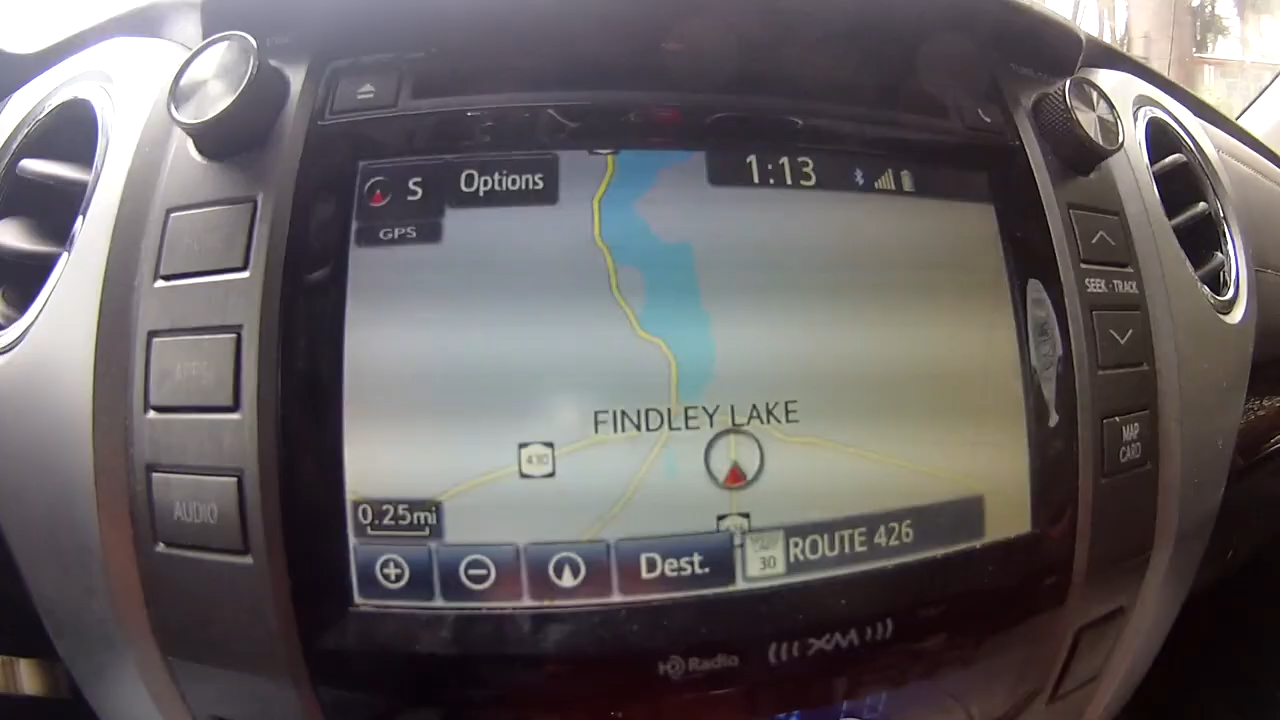 S
Options
1:13
GPS
SEEK - TRACK
FINDLEY LAKE
430
MAP
CARD
AUDIO
0.25mi
Dest.
30
ROUTE 426
HD Radio
(((XM)))